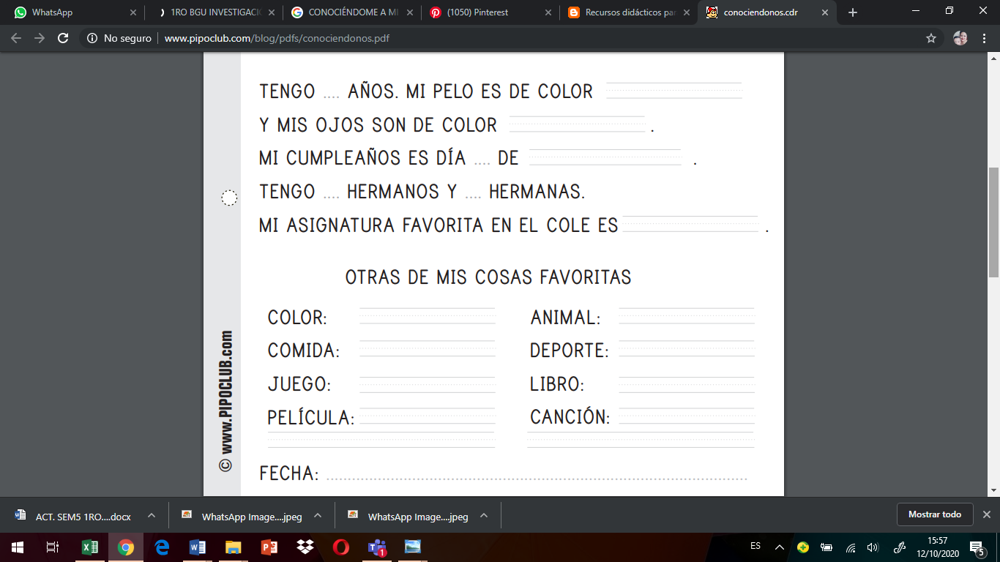 WhatsApp
1RO BGU INVESTIGACI
CONOCIÉNDOME A MI
(1050) Pinterest
Recursos didácticos par
conociendonos.cdr
No seguro
www.pipoclub.com/blog/pdfs/conociendonos.pdf
TENGO .... AÑOS. MI PELO ES DE COLOR
Y MIS OJOS SON DE COLOR .
MI CUMPLEAÑOS ES DÍA .... DE .
TENGO .... HERMANOS Y .... HERMANAS.
MI ASIGNATURA FAVORITA EN EL COLE ES .
OTRAS DE MIS COSAS FAVORITAS
COLOR: ANIMAL:
COMIDA: DEPORTE:
JUEGO: LIBRO:
PELÍCULA: CANCIÓN:
FECHA: ....................
© www.PIPOCLUB.com
ACT. SEM5 1RO....docx
WhatsApp Image....jpeg
WhatsApp Image....jpeg
Mostrar todo
ES
15:57
12/10/2020
1
5